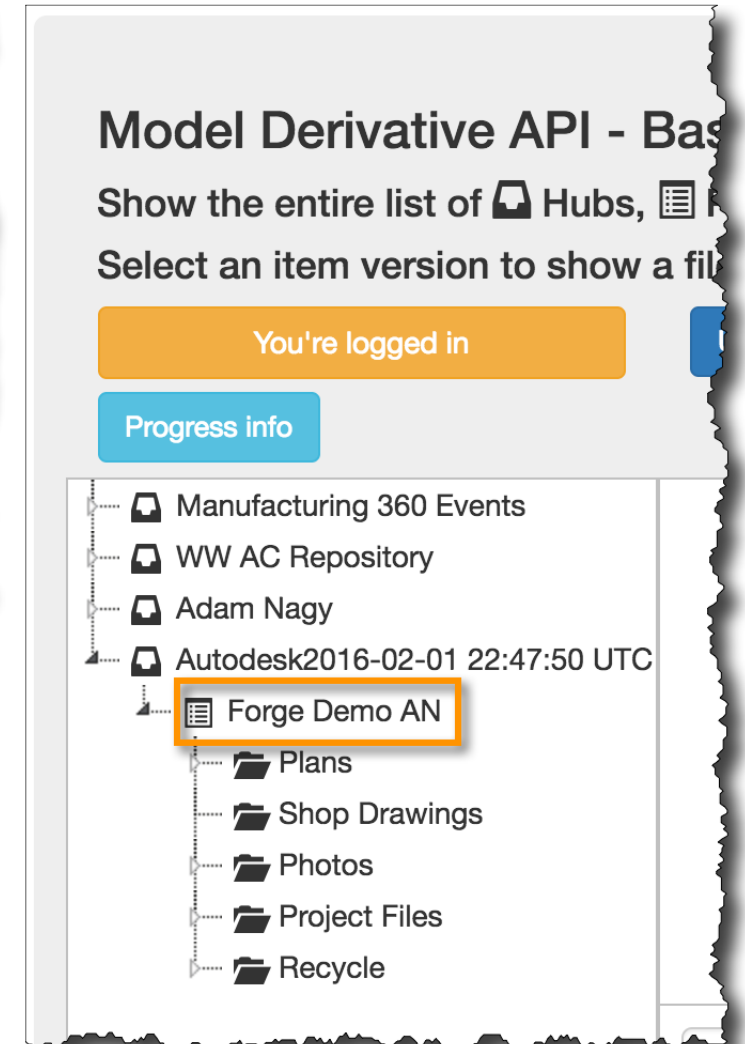 Model Derivative API - Bas
Show the entire list of Hubs,
Select an item version to show a fil
You're logged in
Progress info
Manufacturing 360 Events
WW AC Repository
Adam Nagy
Autodesk2016-02-01 22:47:50 UTC
Forge Demo AN
Plans
Shop Drawings
Photos
Project Files
Recycle